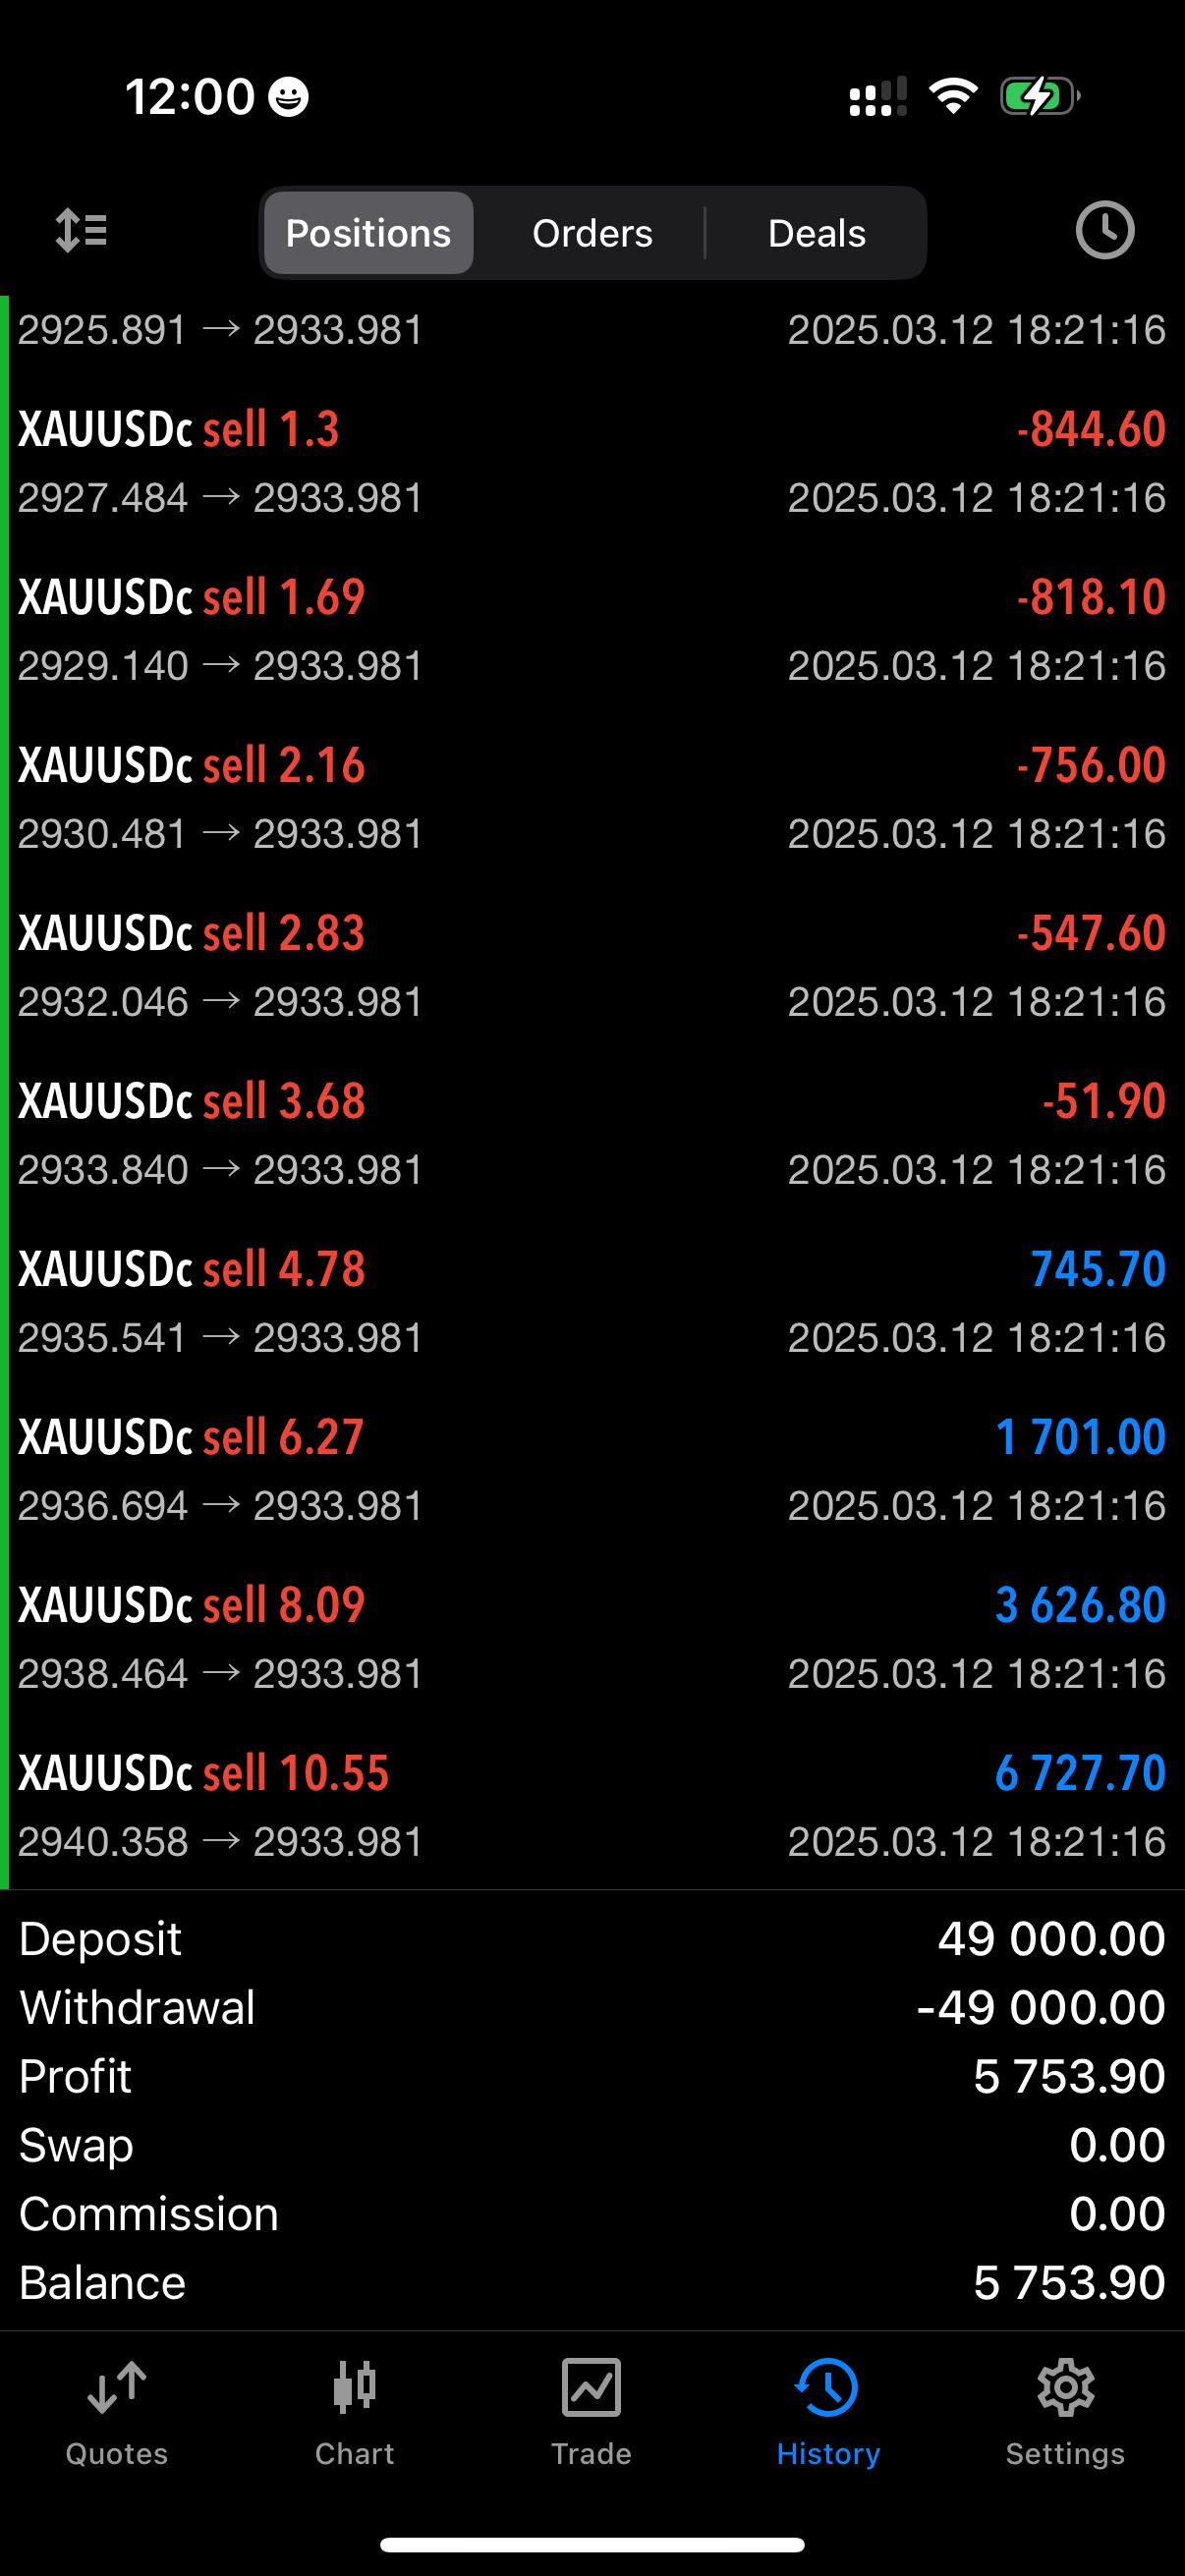 12:00
Positions Orders Deals
2925.891 → 2933.981 2025.03.12 18:21:16
XAUUSDc sell 1.3 -844.60
2927.484 → 2933.981 2025.03.12 18:21:16
XAUUSDc sell 1.69 -818.10
2929.140 → 2933.981 2025.03.12 18:21:16
XAUUSDc sell 2.16 -756.00
2930.481 → 2933.981 2025.03.12 18:21:16
XAUUSDc sell 2.83 -547.60
2932.046 → 2933.981 2025.03.12 18:21:16
XAUUSDc sell 3.68 -51.90
2933.840 → 2933.981 2025.03.12 18:21:16
XAUUSDc sell 4.78 745.70
2935.541 → 2933.981 2025.03.12 18:21:16
XAUUSDc sell 6.27 1 701.00
2936.694 → 2933.981 2025.03.12 18:21:16
XAUUSDc sell 8.09 3 626.80
2938.464 → 2933.981 2025.03.12 18:21:16
XAUUSDc sell 10.55 6 727.70
2940.358 → 2933.981 2025.03.12 18:21:16
Deposit 49 000.00
Withdrawal -49 000.00
Profit 5 753.90
Swap 0.00
Commission 0.00
Balance 5 753.90
Quotes Chart Trade History Settings